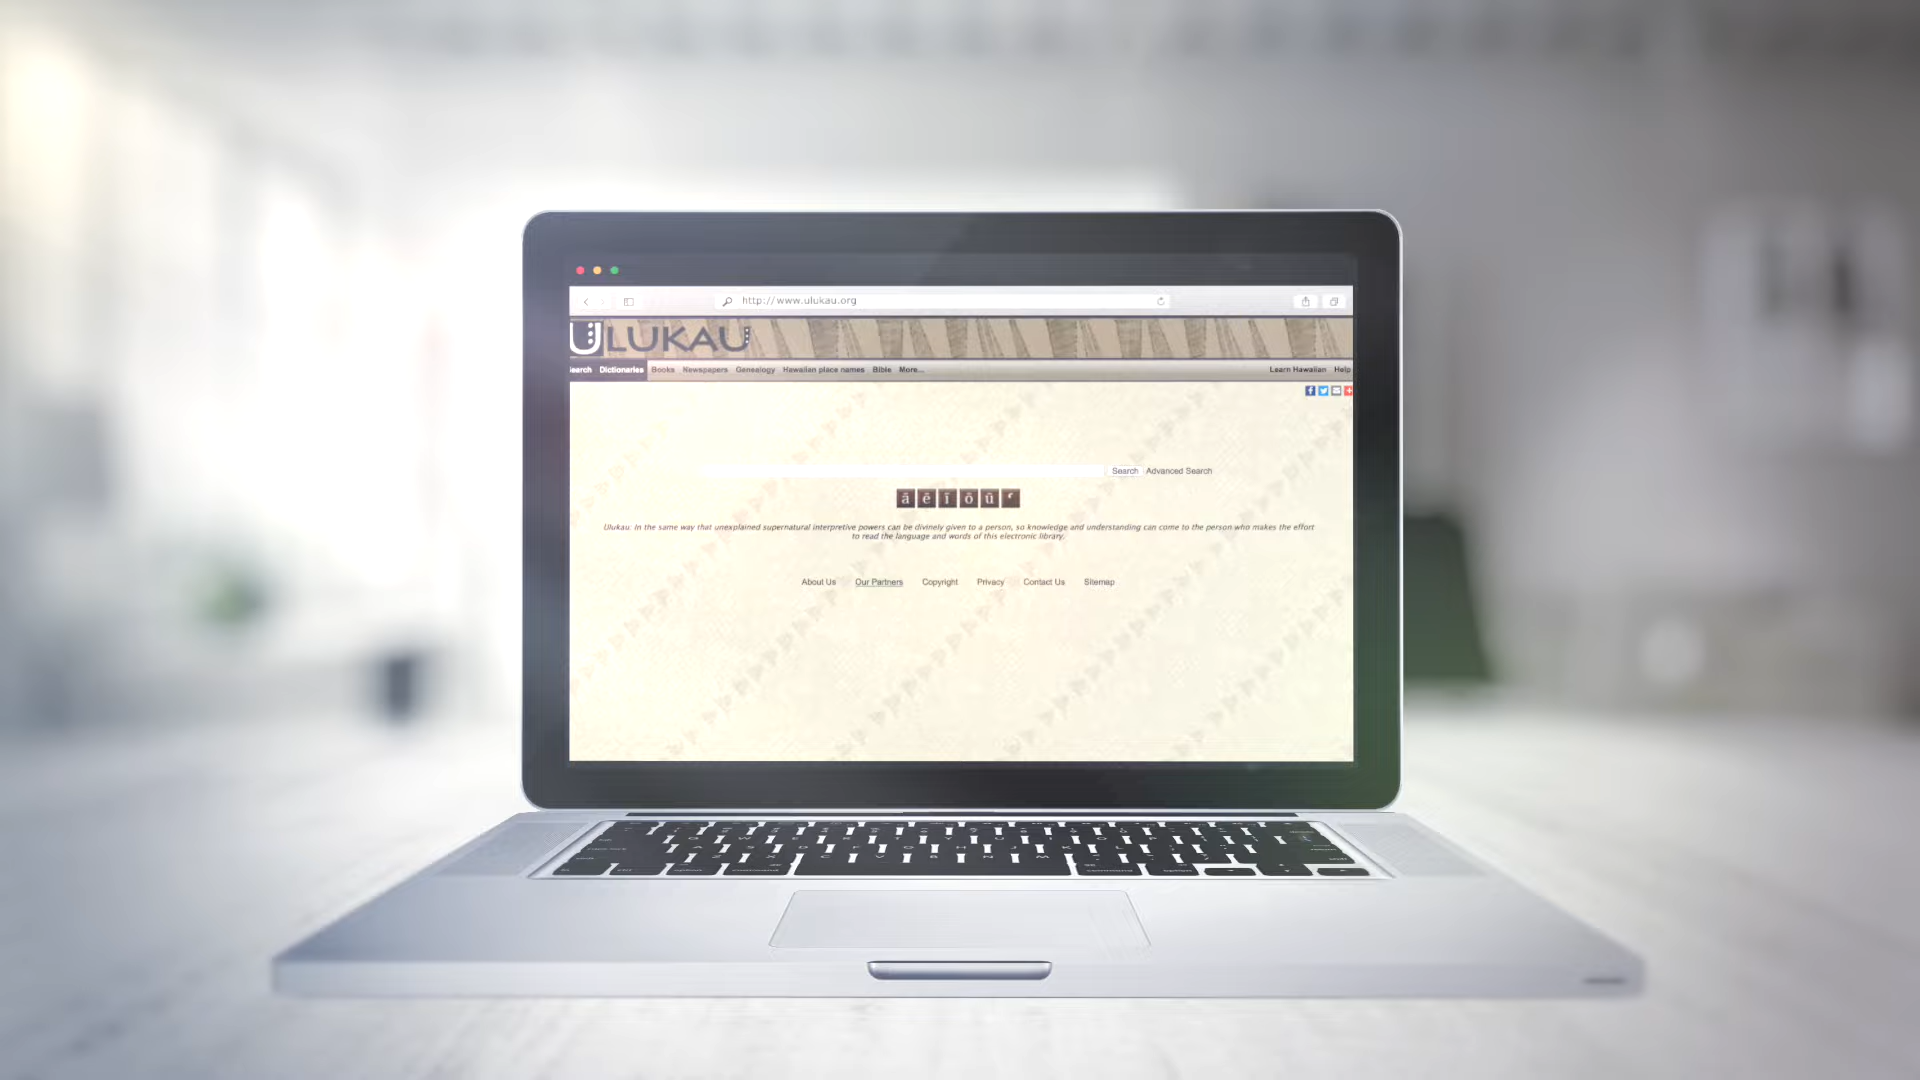 http://www.ulukau.org
ULUKAU
Search Dictionaries Books Newspapers Genealogy Hawaiian place names Bible More... Learn Hawaiian Help
Search Advanced Search
ā ē ī ō ū ʻ
Ulukau: In the same way that unexplained supernatural interpretive powers can be divinely given to a person, so knowledge and understanding can come to the person who makes the effort
to read the language and words of this electronic library.
About Us Our Partners Copyright Privacy Contact Us Sitemap